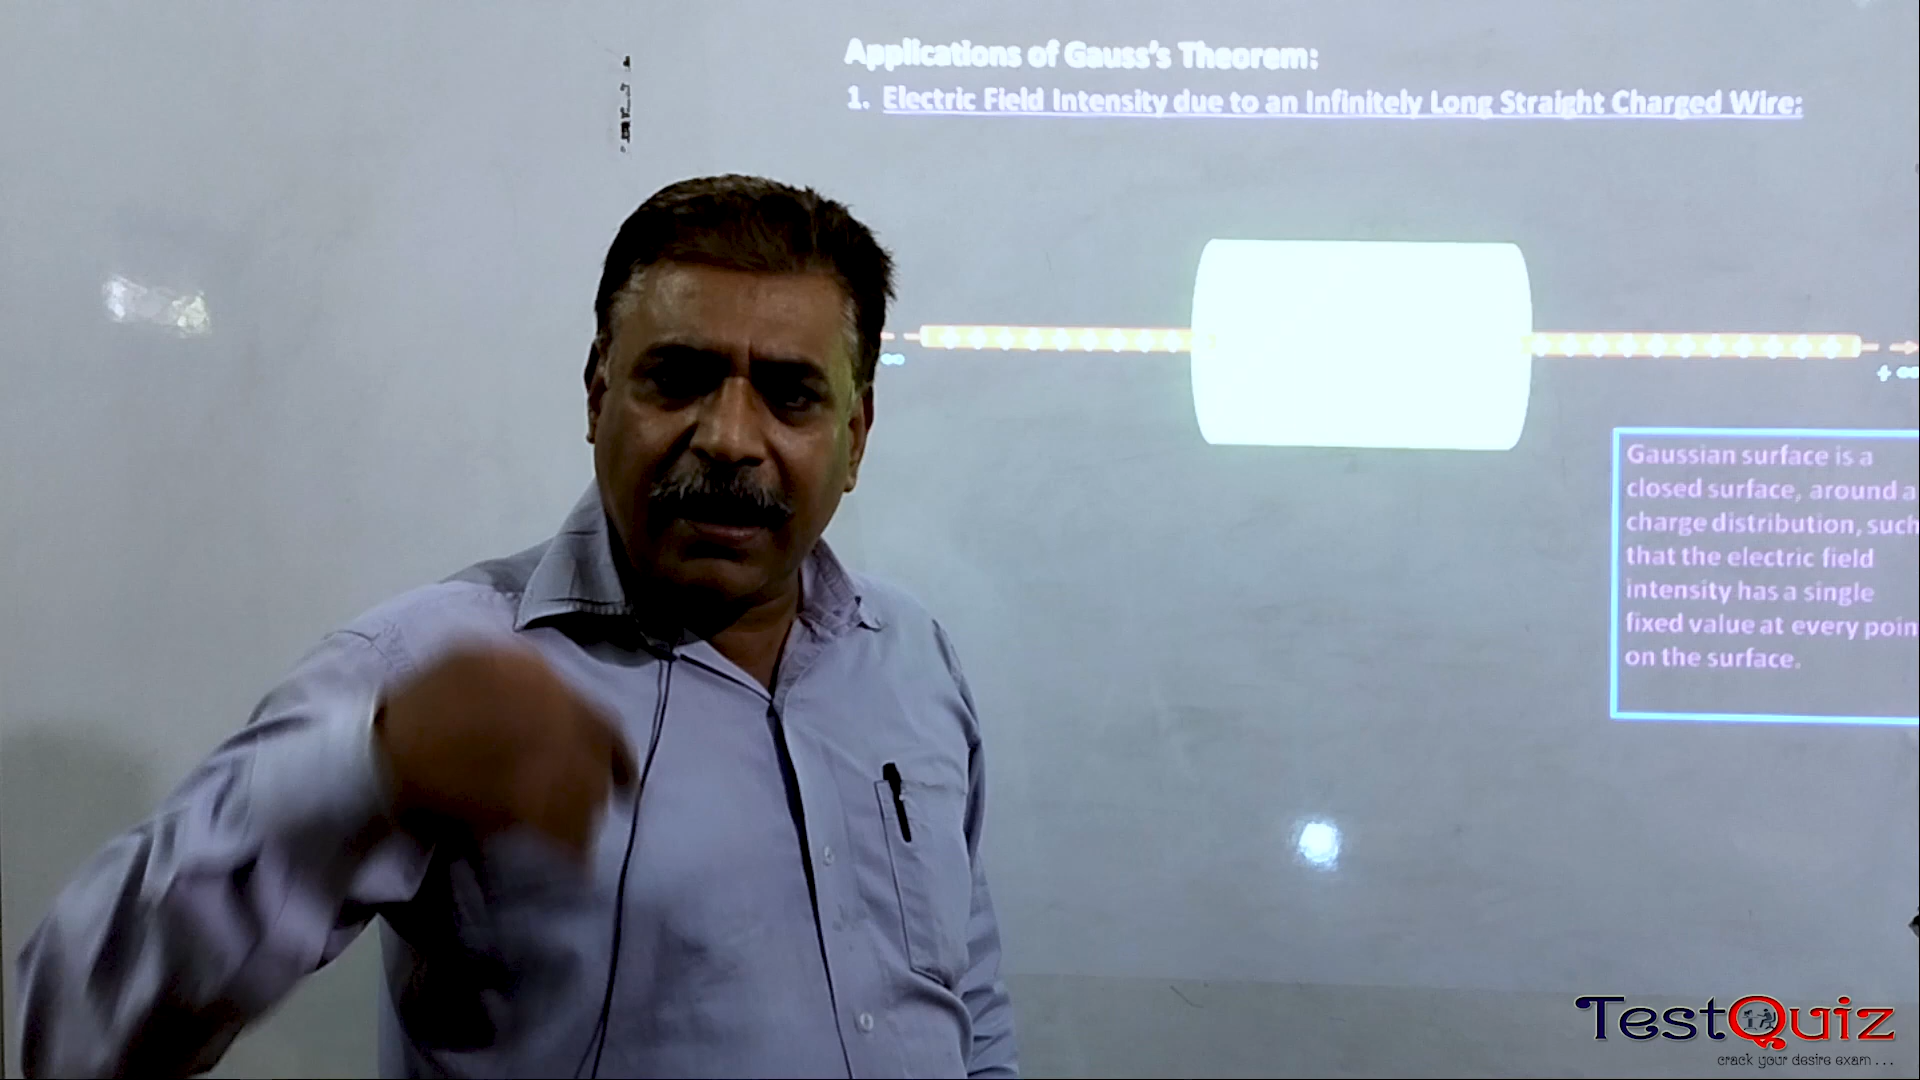 Applications of Gauss's Theorem:
1. Electric Field Intensity due to an Infinitely Long Straight Charged Wire:
∞
+ ∞
Gaussian surface is a
closed surface, around a
charge distribution, such
that the electric field
intensity has a single
fixed value at every poin
on the surface.
TestQuiz
crack your desire exam ...